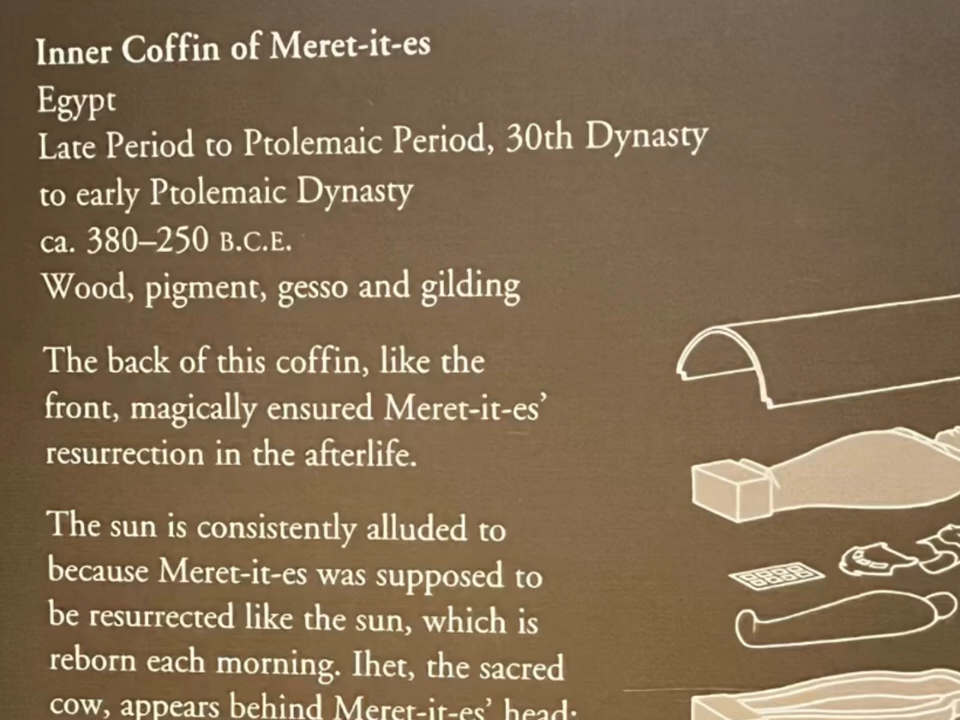 Inner Coffin of Meret-it-es
Egypt
Late Period to Ptolemaic Period, 30th Dynasty
to early Ptolemaic Dynasty
ca. 380–250 B.C.E.
Wood, pigment, gesso and gilding
The back of this coffin, like the
front, magically ensured Meret-it-es’
resurrection in the afterlife.
The sun is consistently alluded to
because Meret-it-es was supposed to
be resurrected like the sun, which is
reborn each morning. Ihet, the sacred
cow, appears behind Meret-it-es’ head;